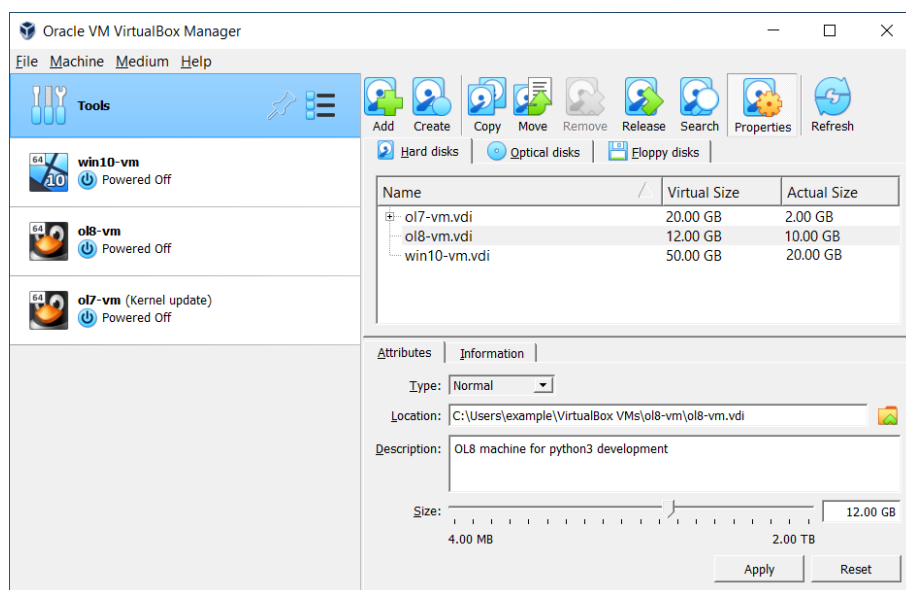 Oracle VM VirtualBox Manager
File Machine Medium Help
Tools
64 10 win10-vm
Powered Off
64 ol8-vm
Powered Off
64 ol7-vm (Kernel update)
Powered Off
Add Create Copy Move Remove Release Search Properties Refresh
Hard disks Optical disks Floppy disks
Name Virtual Size Actual Size
ol7-vm.vdi 20.00 GB 2.00 GB
ol8-vm.vdi 12.00 GB 10.00 GB
win10-vm.vdi 50.00 GB 20.00 GB
Attributes Information
Type: Normal
Location: C:\Users\example\VirtualBox VMs\ol8-vm\ol8-vm.vdi
Description: OL8 machine for python3 development
Size: 12.00 GB
4.00 MB 2.00 TB
Apply Reset